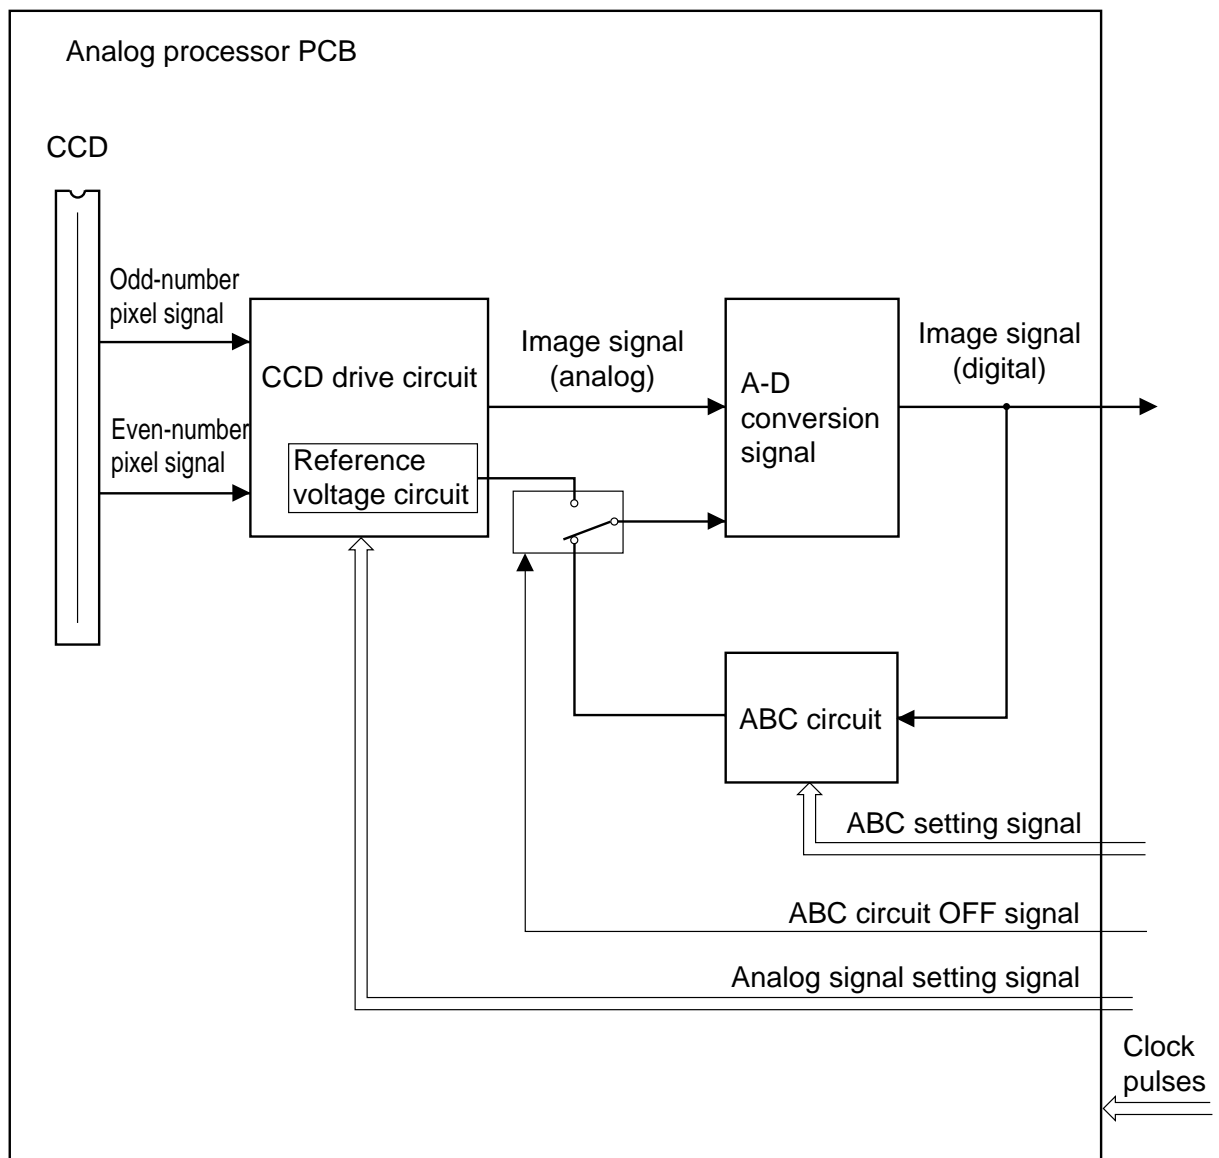 Analog processor PCB
CCD
Odd-number
pixel signal
Even-number
pixel signal
CCD drive circuit
Reference
voltage circuit
Image signal
(analog)
A-D
conversion
signal
Image signal
(digital)
ABC circuit
ABC setting signal
ABC circuit OFF signal
Analog signal setting signal
Clock
pulses